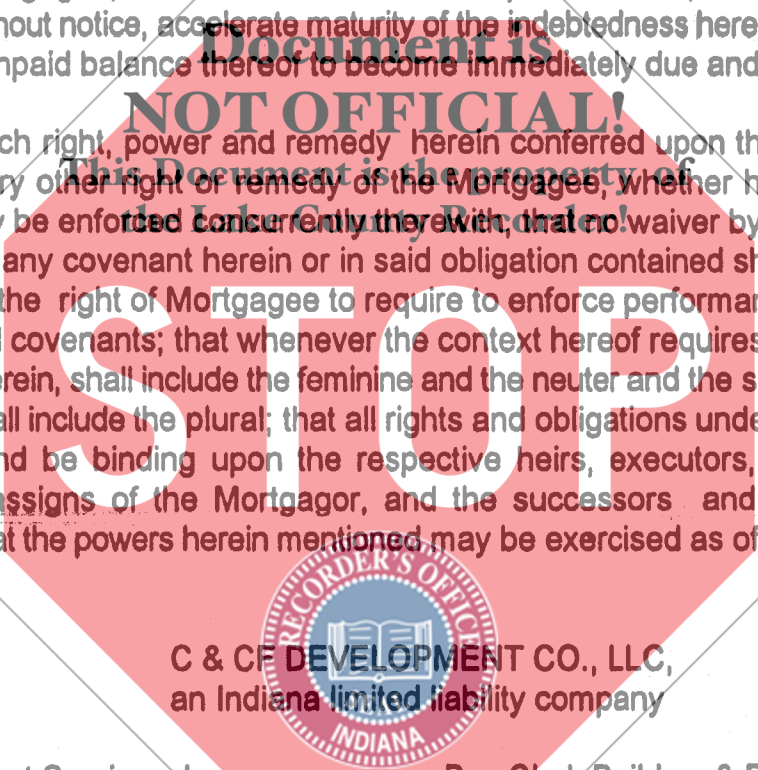 hout notice, accelerate maturity of the indebtedness here
Document is
npaid balance thereof to become immediately due and
NOT OFFICIAL!
ch right, power and remedy herein conferred upon th
This Document is the property of
ry other right or remedy of the Mortgagee, whether h
the Lake County Recorder!
be enforced concurrently therewith, that no waiver by
any covenant herein or in said obligation contained sh
the right of Mortgagee to require to enforce performar
covenants; that whenever the context hereof requires
STOP
rein, shall include the feminine and the neuter and the s
all include the plural; that all rights and obligations unde
nd be binding upon the respective heirs, executors,
assigns of the Mortgagor, and the successors and
at the powers herein mentioned may be exercised as of
RECORDER'S OFFICE
C & CF DEVELOPMENT CO., LLC,
an Indiana limited liability company
INDIANA